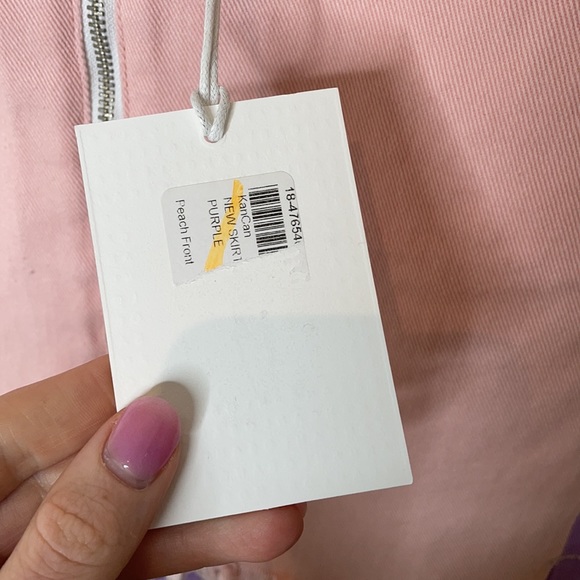 18-47654
KanCan
NEW SKIRT
PURPLE
Peach Front